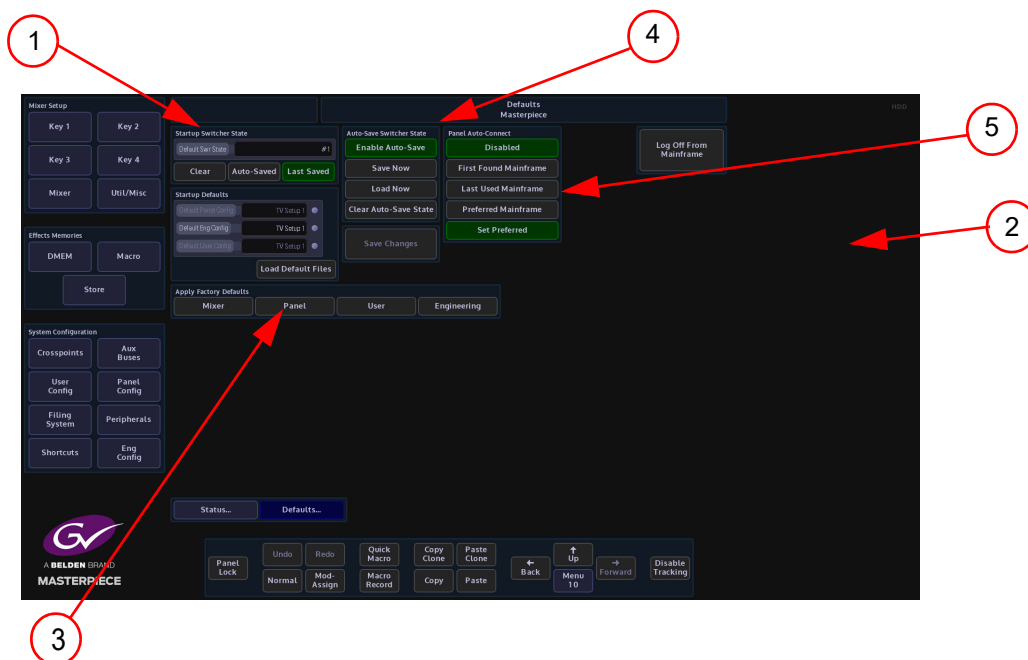 1
4
5
2
3
Mixer Setup
Key 1
Key 2
Key 3
Key 4
Mixer
Util/Misc
Effects Memories
DMEM
Macro
Store
System Configuration
Crosspoints
Aux
Buses
User
Config
Panel
Config
Filing
System
Peripherals
Shortcuts
Eng
Config
Defaults
Masterpiece
HDD
Startup Switcher State
Default Swr State
#1
Clear
Auto-Saved
Last Saved
Startup Defaults
Default Panel Config
TV Setup 1
Default Eng Config
TV Setup 1
Default User Config
TV Setup 1
Load Default Files
Auto-Save Switcher State
Enable Auto-Save
Save Now
Load Now
Clear Auto-Save State
Save Changes
Panel Auto-Connect
Disabled
First Found Mainframe
Last Used Mainframe
Preferred Mainframe
Set Preferred
Log Off From
Mainframe
Apply Factory Defaults
Mixer
Panel
User
Engineering
Status...
Defaults...
GV
A BELDEN BRAND
MASTERPIECE
Panel
Lock
Undo
Redo
Normal
Mod-
Assign
Quick
Macro
Macro
Record
Copy
Clone
Paste
Clone
Copy
Paste
←
Back
↑
Up
Menu
10
→
Forward
Disable
Tracking